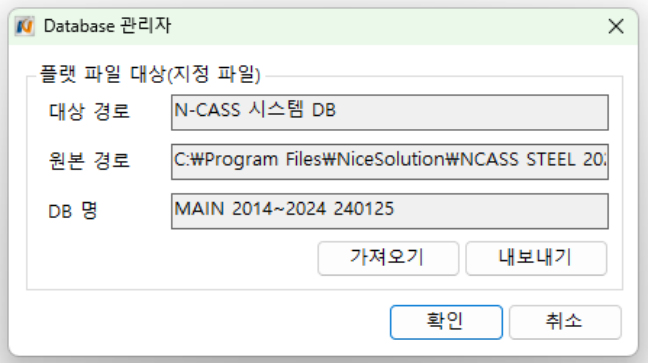 Database 관리자
플랫 파일 대상(지정 파일)
대상 경로 N-CASS 시스템 DB
원본 경로 C:₩Program Files₩NiceSolution₩NCASS STEEL 202
DB 명 MAIN 2014~2024 240125
가져오기 내보내기
확인 취소